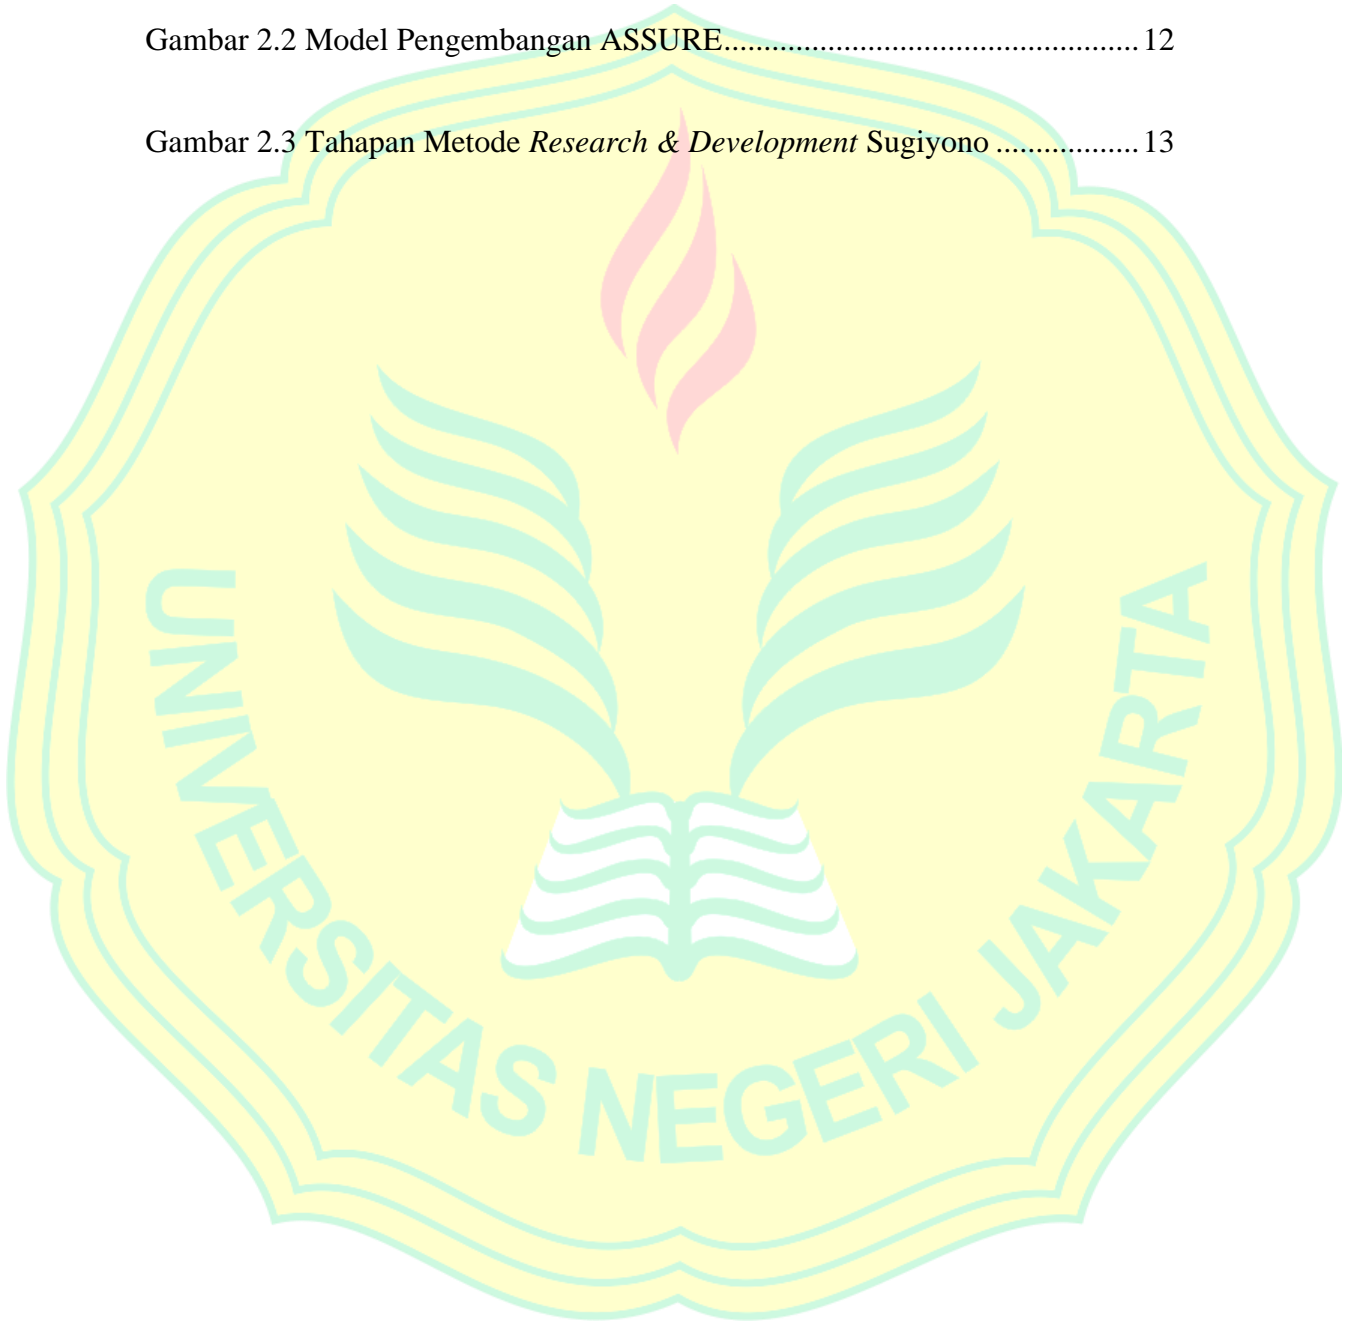 Gambar 2.2 Model Pengembangan ASSURE.................................................... 12
Gambar 2.3 Tahapan Metode Research & Development Sugiyono .................. 13
UNIVERSITAS NEGERI JAKARTA